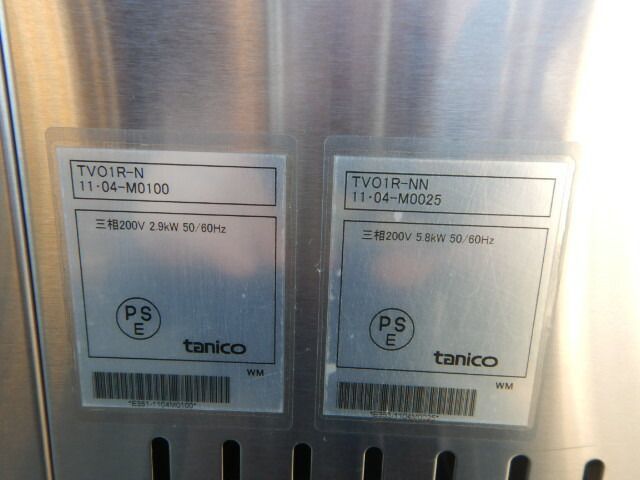 TVO1R-N
11·04-M0100
三相200V 2.9kW 50/60Hz
PS
E
tanico
WM
TVO1R-NN
11·04-M0025
三相200V 5.8kW 50/60Hz
PS
E
tanico
WM